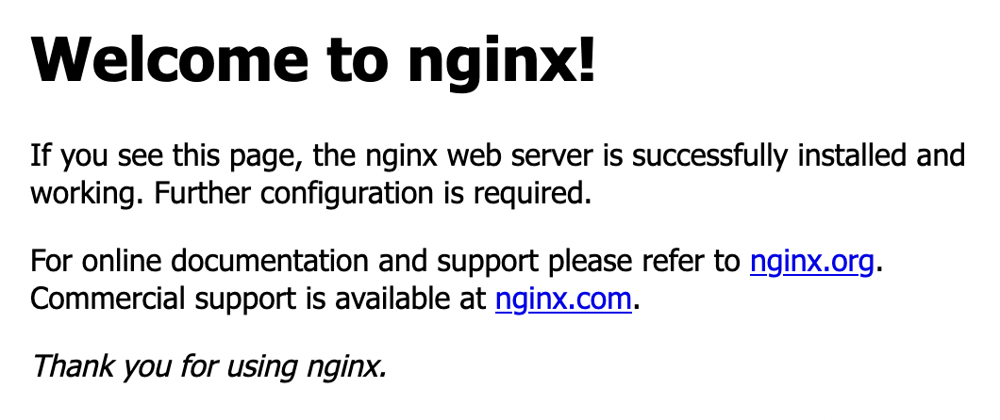 Welcome to nginx!
If you see this page, the nginx web server is successfully installed and
working. Further configuration is required.
For online documentation and support please refer to nginx.org.
Commercial support is available at nginx.com.
Thank you for using nginx.